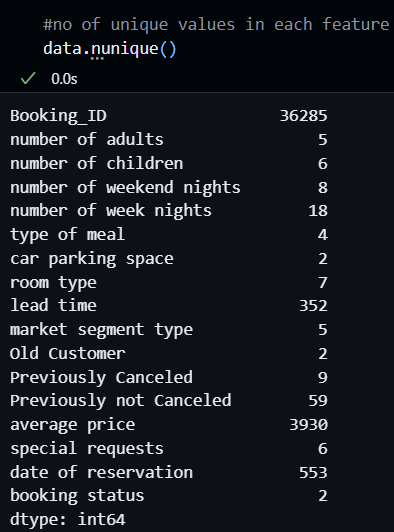 #no of unique values in each feature
data.nunique()
0.0s
Booking_ID 36285
number of adults 5
number of children 6
number of weekend nights 8
number of week nights 18
type of meal 4
car parking space 2
room type 7
lead time 352
market segment type 5
Old Customer 2
Previously Canceled 9
Previously not Canceled 59
average price 3930
special requests 6
date of reservation 553
booking status 2
dtype: int64